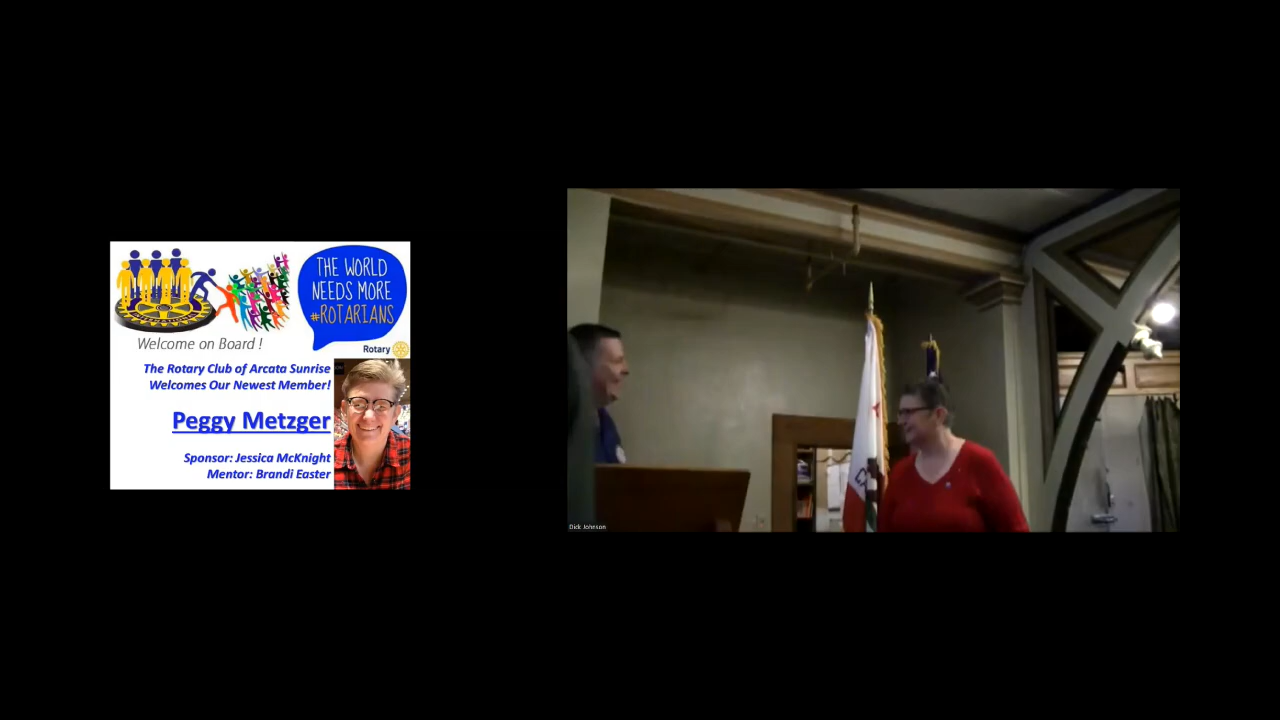 THE WORLD
NEEDS MORE
#ROTARIANS
Welcome on Board !
Rotary
The Rotary Club of Arcata Sunrise
Welcomes Our Newest Member!
Peggy Metzger
Sponsor: Jessica McKnight
Mentor: Brandi Easter
Dick Johnson